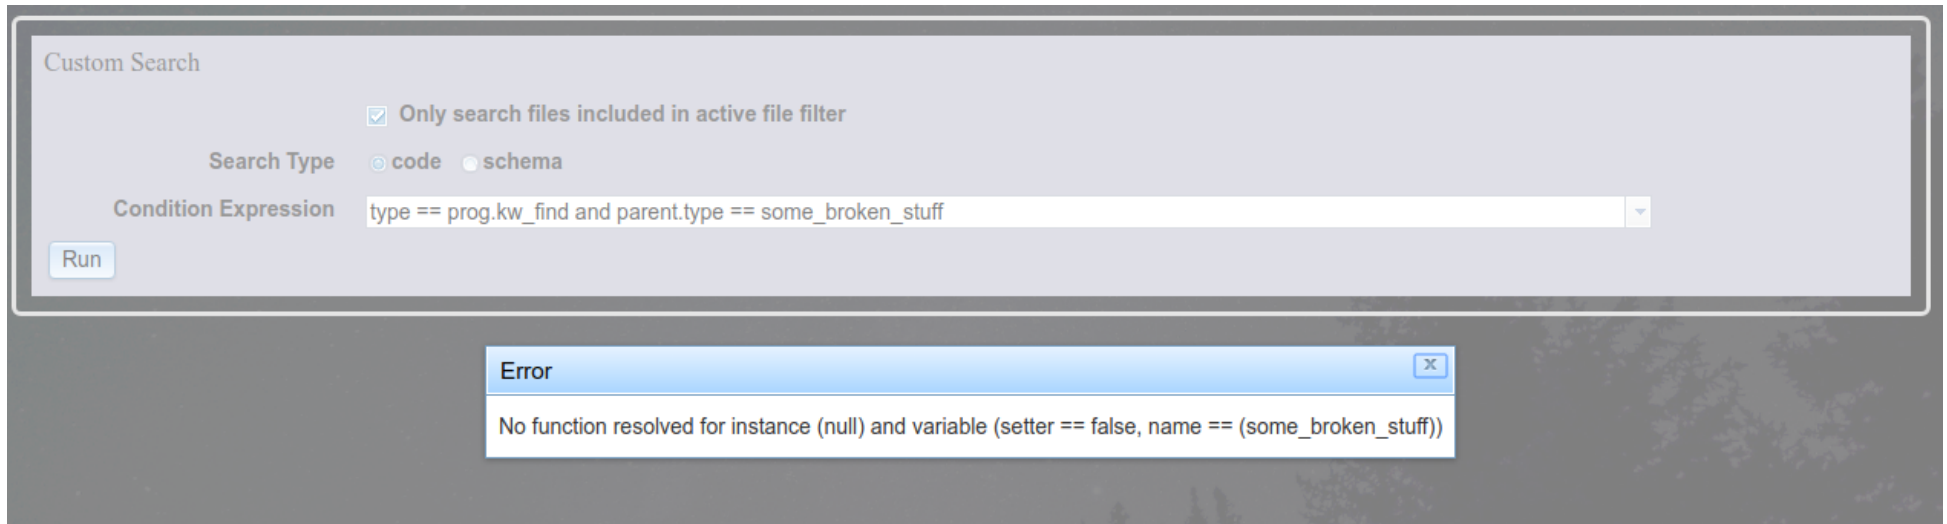 Custom Search
Only search files included in active file filter
Search Type code schema
Condition Expression type == prog.kw_find and parent.type == some_broken_stuff
Run
Error x
No function resolved for instance (null) and variable (setter == false, name == (some_broken_stuff))